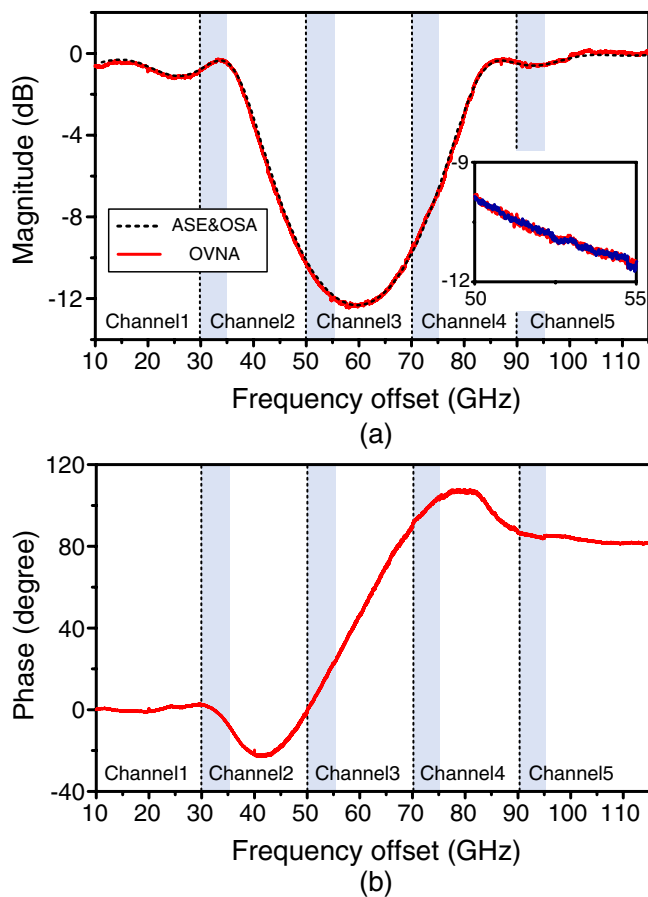 0
-4
-8
-12
Magnitude (dB)
ASE&OSA
OVNA
-9
-12
50 55
Channel1 Channel2 Channel3 Channel4 Channel5
10 20 30 40 50 60 70 80 90 100 110
Frequency offset (GHz)
(a)
120
80
40
0
-40
Phase (degree)
Channel1 Channel2 Channel3 Channel4 Channel5
10 20 30 40 50 60 70 80 90 100 110
Frequency offset (GHz)
(b)